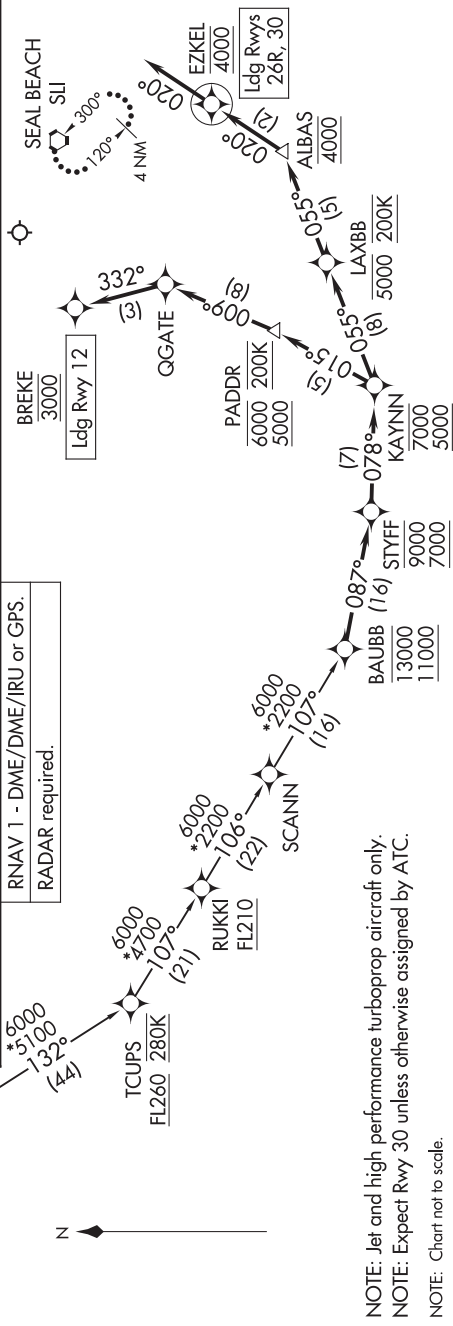 RNAV 1 - DME/DME/IRU or GPS.
RADAR required.
N
6000
*5100
132°
(44)
TCUPS
FL260 280K
6000
*4700
107°
(21)
RUKKI
FL210
6000
*2200
106°
(22)
SCANN
6000
*2200
107°
(16)
BAUBB
13000
11000
087°
(16)
STYFF
9000
7000
(7)
078°
KAYNN
7000
5000
015°
(5)
PADDR
6000 200K
5000
009°
(8)
QGATE
332°
(3)
BREKE
3000
Ldg Rwy 12
055°
(8)
LAXBB
5000 200K
055°
(5)
ALBAS
4000
020°
(2)
EZKEL
4000
Ldg Rwys
26R, 30
020°
SEAL BEACH
SLI
300°
120°
4 NM
NOTE: Jet and high performance turboprop aircraft only.
NOTE: Expect Rwy 30 unless otherwise assigned by ATC.
NOTE: Chart not to scale.